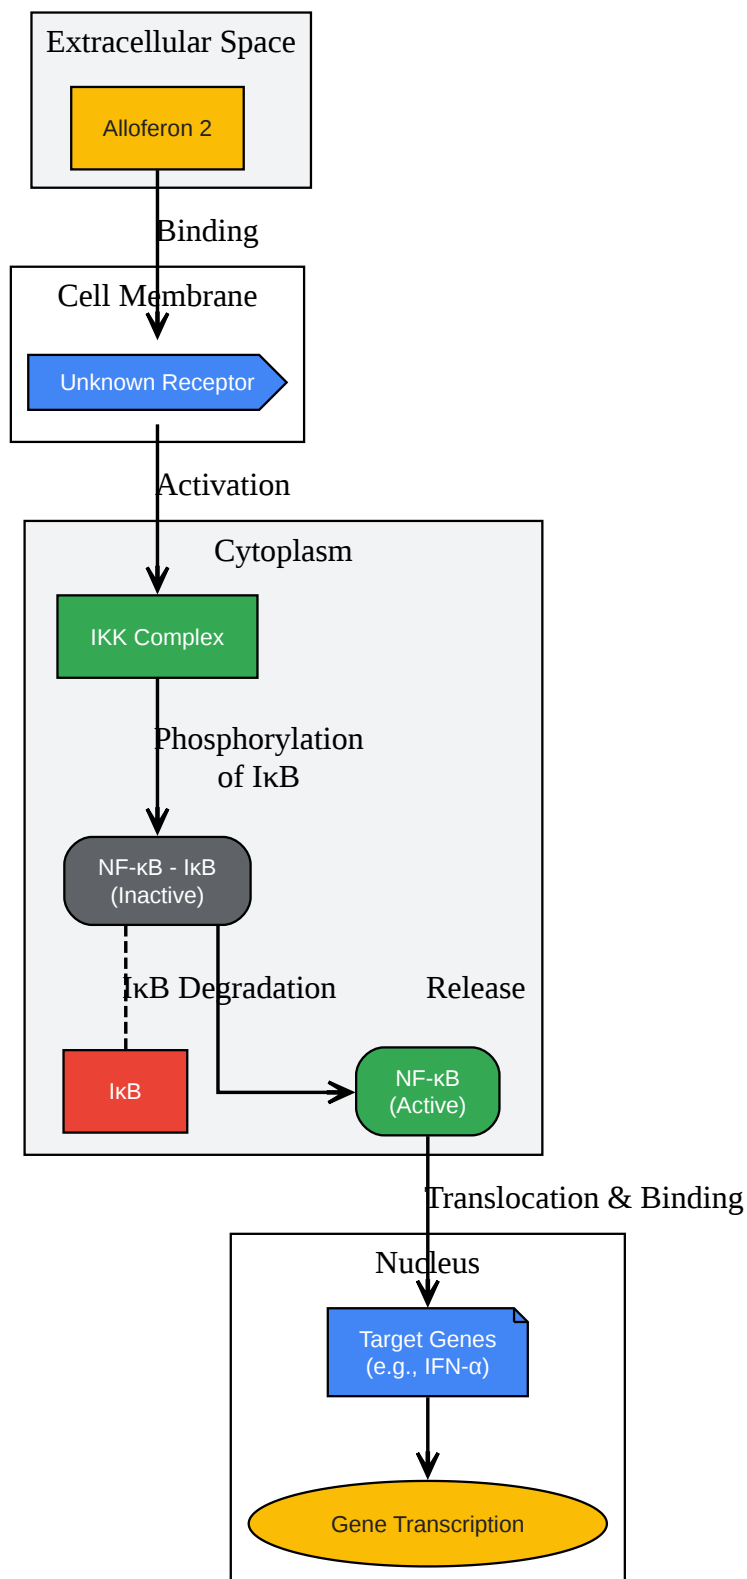 Extracellular Space
Alloferon 2
Binding
Cell Membrane
Unknown Receptor
Activation
Cytoplasm
IKK Complex
Phosphorylation
of IκB
NF-κB - IκB
(Inactive)
IκB Degradation
Release
IκB
NF-κB
(Active)
Translocation & Binding
Nucleus
Target Genes
(e.g., IFN-α)
Gene Transcription